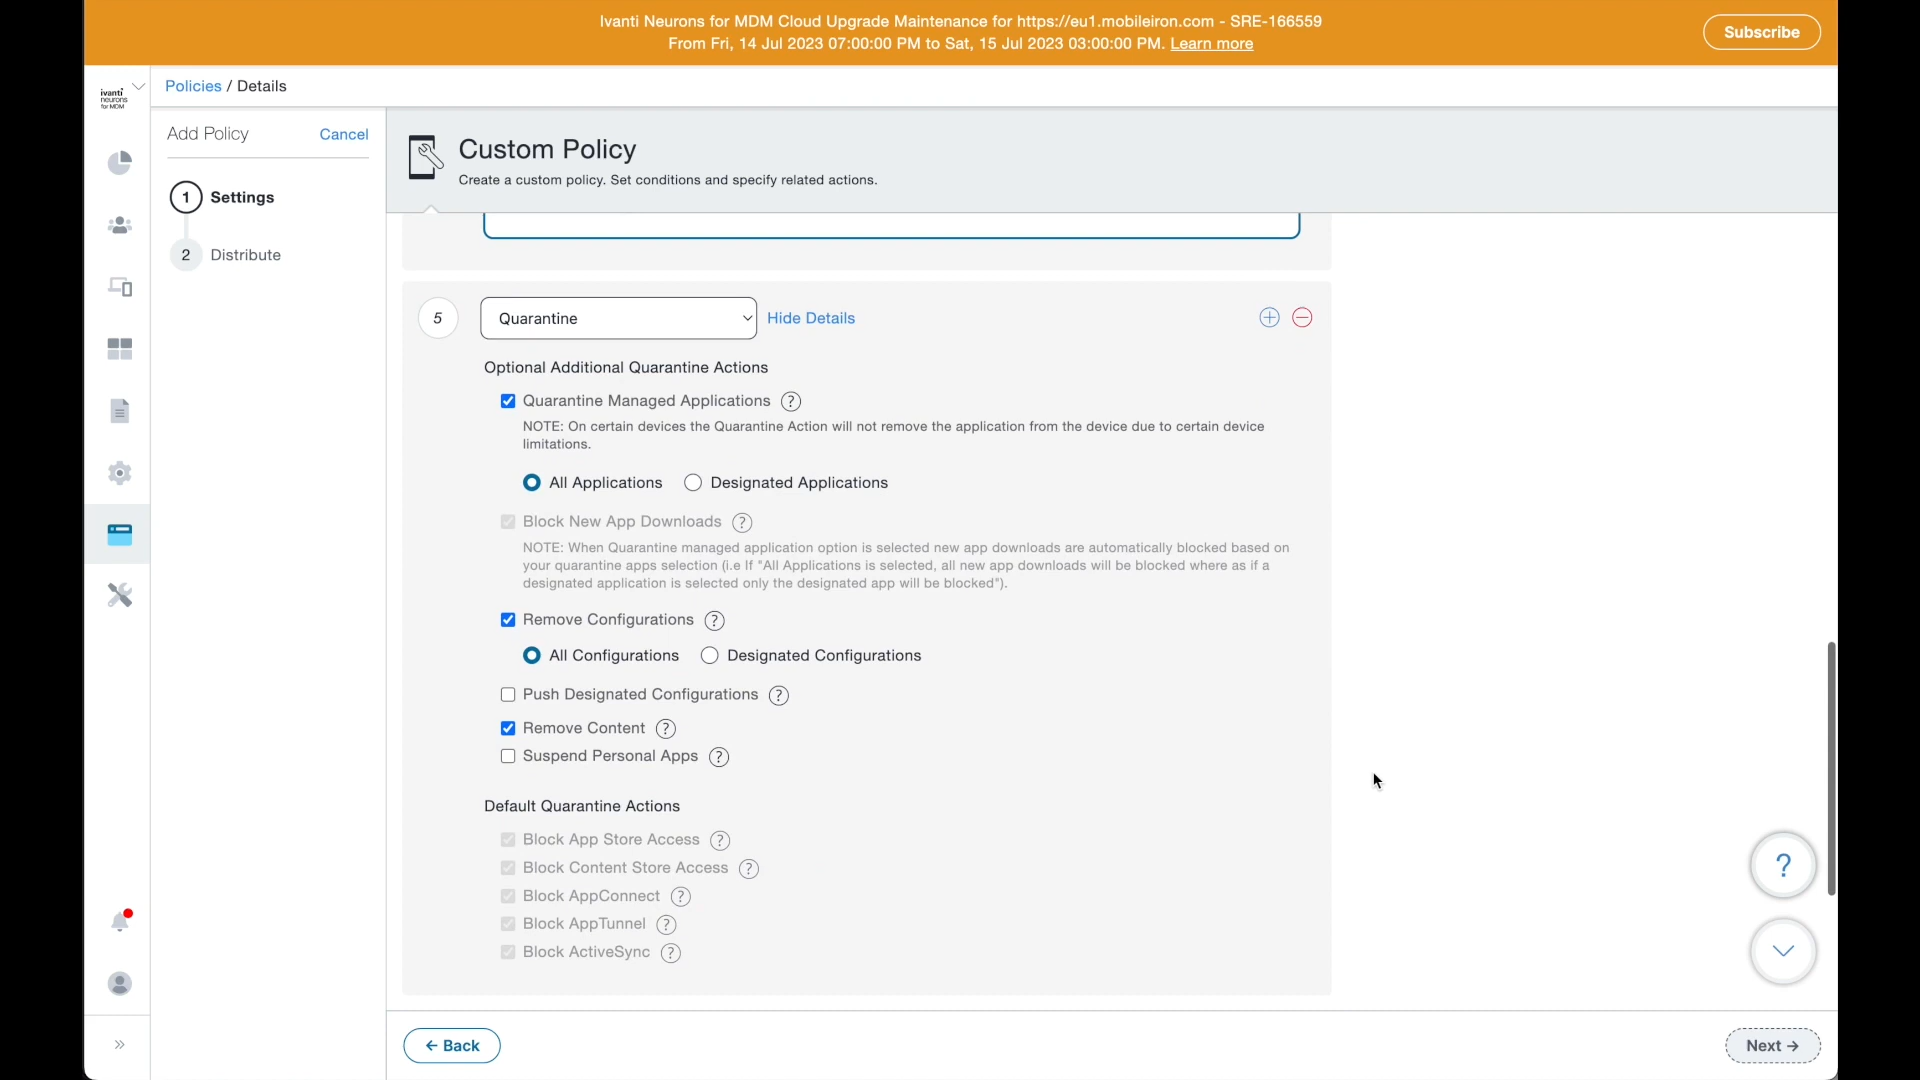 Ivanti Neurons for MDM Cloud Upgrade Maintenance for https://eu1.mobileiron.com - SRE-166559
From Fri, 14 Jul 2023 07:00:00 PM to Sat, 15 Jul 2023 03:00:00 PM. Learn more
Subscribe
ivanti
neurons
for MDM
Policies / Details
Add Policy
Cancel
1 Settings
2 Distribute
Custom Policy
Create a custom policy. Set conditions and specify related actions.
5
Quarantine
Hide Details
Optional Additional Quarantine Actions
Quarantine Managed Applications ?
NOTE: On certain devices the Quarantine Action will not remove the application from the device due to certain device
limitations.
All Applications Designated Applications
Block New App Downloads ?
NOTE: When Quarantine managed application option is selected new app downloads are automatically blocked based on
your quarantine apps selection (i.e If "All Applications is selected, all new app downloads will be blocked where as if a
designated application is selected only the designated app will be blocked").
Remove Configurations ?
All Configurations Designated Configurations
Push Designated Configurations ?
Remove Content ?
Suspend Personal Apps ?
Default Quarantine Actions
Block App Store Access ?
Block Content Store Access ?
Block AppConnect ?
Block AppTunnel ?
Block ActiveSync ?
?
← Back
Next →